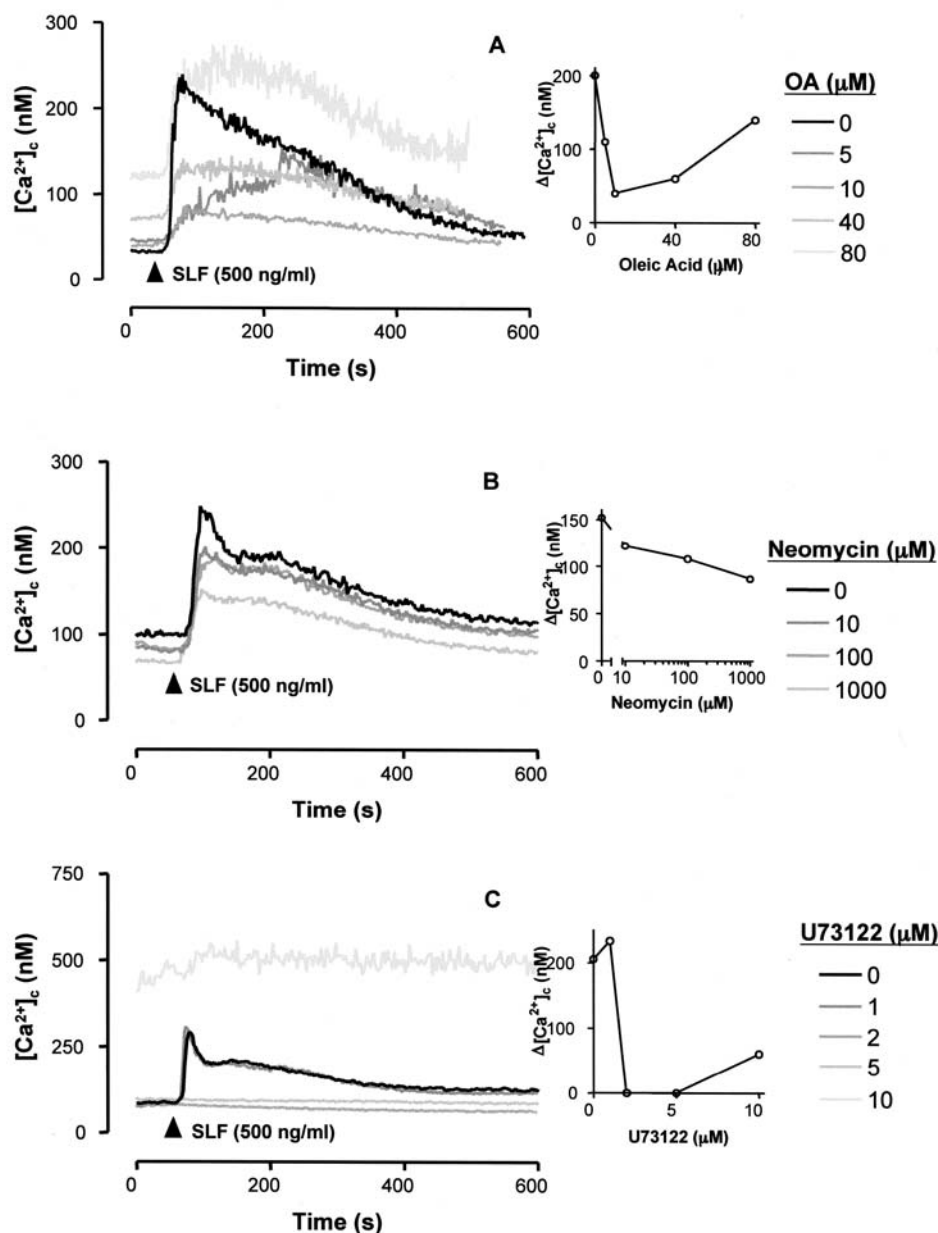 A
[Ca²⁺]c (nM)
300
200
100
0
SLF (500 ng/ml)
0 200 400 600
Time (s)
Δ[Ca²⁺]c (nM)
200
100
0
0 40 80
Oleic Acid (μM)
OA (μM)
0
5
10
40
80
B
[Ca²⁺]c (nM)
300
200
100
0
SLF (500 ng/ml)
0 200 400 600
Time (s)
Δ[Ca²⁺]c (nM)
150
100
50
0
0 10 100 1000
Neomycin (μM)
Neomycin (μM)
0
10
100
1000
C
[Ca²⁺]c (nM)
750
500
250
0
SLF (500 ng/ml)
0 200 400 600
Time (s)
Δ[Ca²⁺]c (nM)
200
100
0
0 5 10
U73122 (μM)
U73122 (μM)
0
1
2
5
10